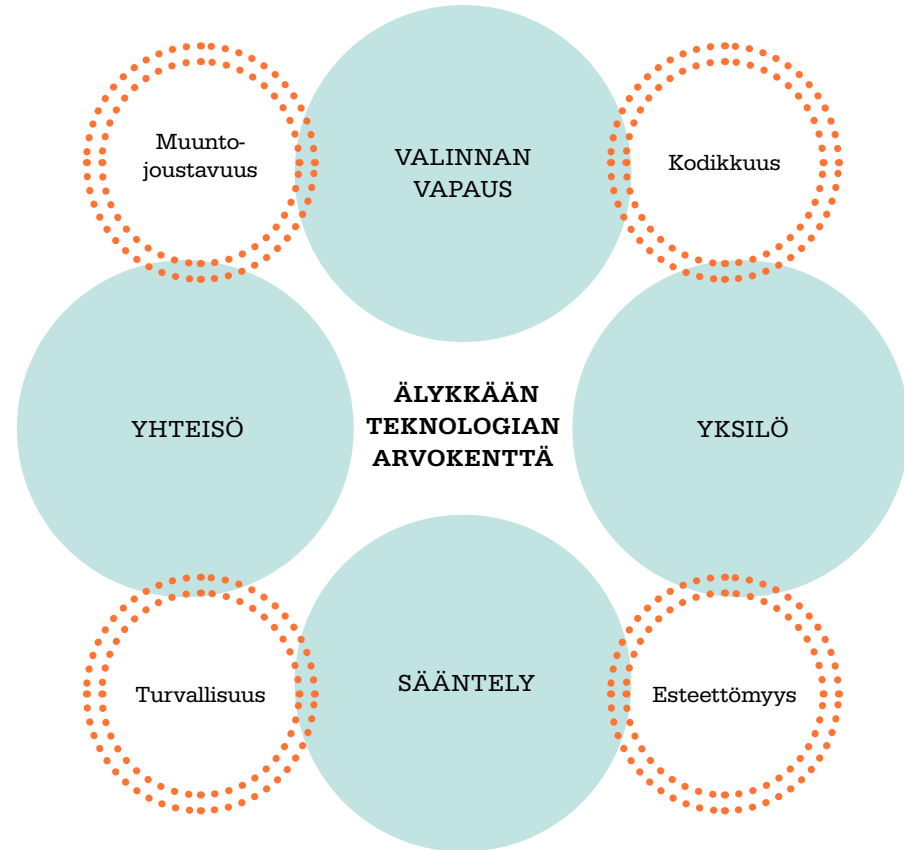 Muunto-
joustavuus
VALINNAN
VAPAUS
Kodikkuus
YHTEISÖ
ÄLYKKÄÄN
TEKNOLOGIAN
ARVOKENTTÄ
YKSILÖ
Turvallisuus
SÄÄNTELY
Esteettömyys